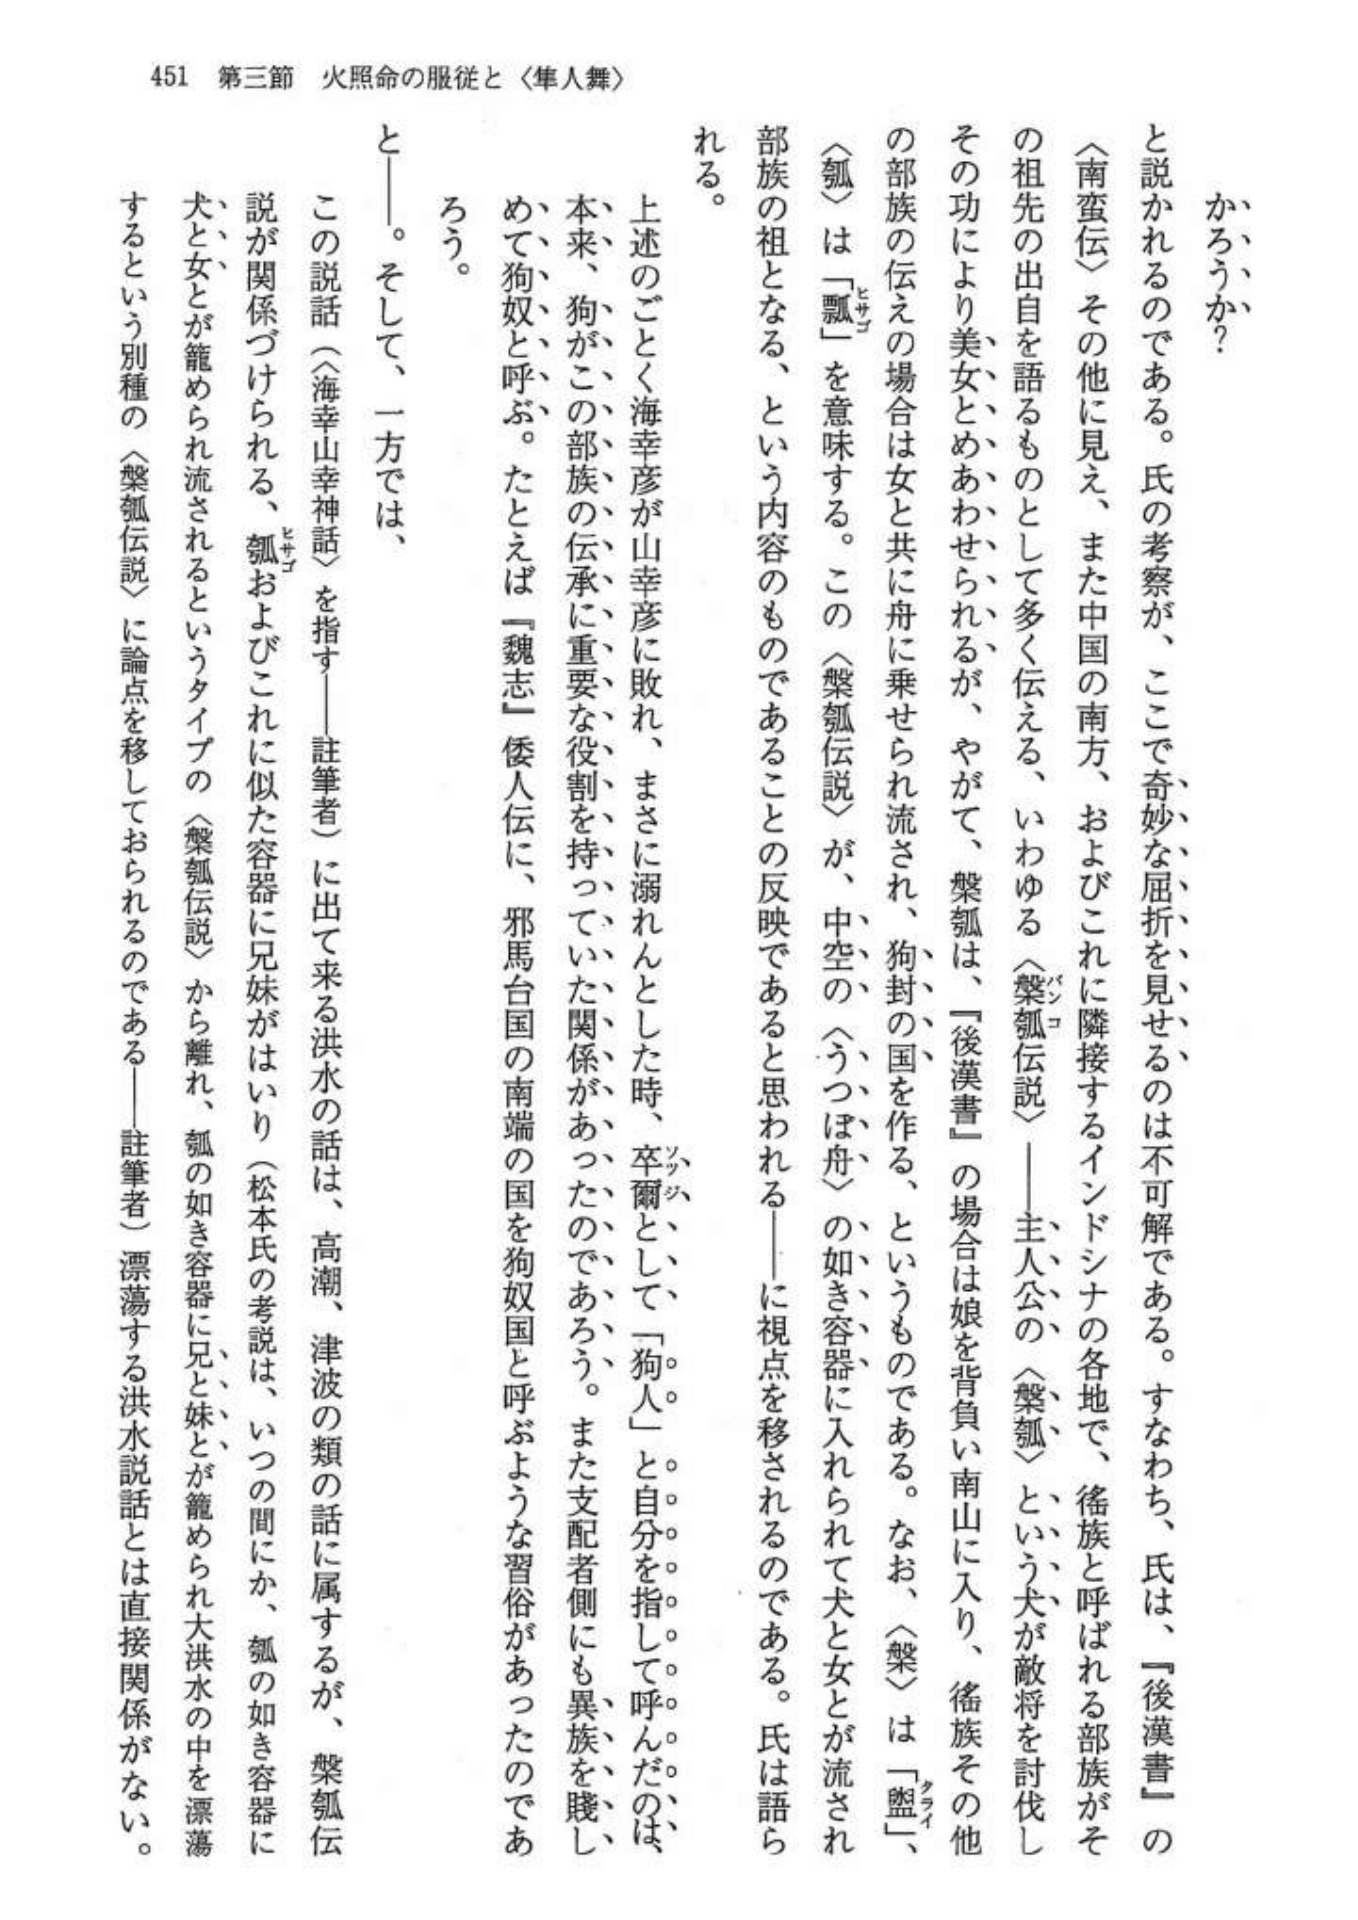 451 第三節 火照命の服従と〈隼人舞〉
かろうか？
と説かれるのである。氏の考察が、ここで奇妙な屈折を見せるのは不可解である。すなわち、氏は、『後漢書』の
〈南蛮伝〉その他に見え、また中国の南方、およびこれに隣接するインドシナの各地で、徭族と呼ばれる部族がそ
の祖先の出自を語るものとして多く伝える、いわゆる〈槃瓠伝説〉――主人公の〈槃瓠〉という犬が敵将を討伐し
その功により美女とめあわせられるが、やがて、槃瓠は、『後漢書』の場合は娘を背負い南山に入り、徭族その他
の部族の伝えの場合は女と共に舟に乗せられ流され、狗封の国を作る、というものである。なお、〈槃〉は「盥」、
〈瓠〉は「瓢」を意味する。この〈槃瓠伝説〉が、中空の〈うつぼ舟〉の如き容器に入れられて犬と女とが流され
部族の祖となる、という内容のものであることの反映であると思われる――に視点を移されるのである。氏は語ら
れる。
上述のごとく海幸彦が山幸彦に敗れ、まさに溺れんとした時、卒爾として「狗人」と自分を指して呼んだのは、
本来、狗がこの部族の伝承に重要な役割を持っていた関係があったのであろう。また支配者側にも異族を賤し
めて狗奴と呼ぶ。たとえば『魏志』倭人伝に、邪馬台国の南端の国を狗奴国と呼ぶような習俗があったのであ
ろう。
と――。そして、一方では、
この説話（〈海幸山幸神話〉を指す――註筆者）に出て来る洪水の話は、高潮、津波の類の話に属するが、槃瓠伝
説が関係づけられる、瓠およびこれに似た容器に兄妹がはいり（松本氏の考説は、いつの間にか、瓠の如き容器に
犬と女とが籠められ流されるというタイプの〈槃瓠伝説〉から離れ、瓠の如き容器に兄と妹とが籠められ大洪水の中を漂蕩
するという別種の〈槃瓠伝説〉に論点を移しておられるのである――註筆者）漂蕩する洪水説話とは直接関係がない。